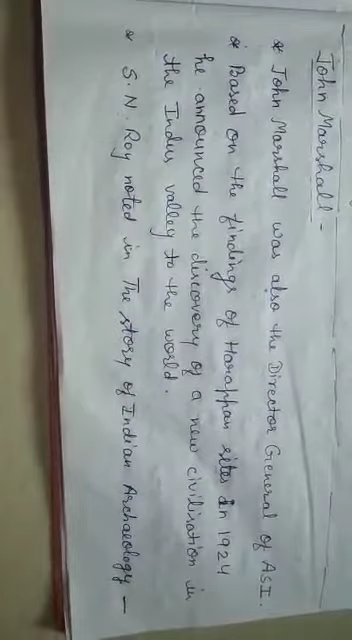 John Marshall -
* John Marshall was also the Director General of ASI.
* Based on the findings of Harappan sites in 1924
he announced the discovery of a new civilization in
the Indus valley to the world.
* S. N. Roy noted in The story of Indian Archaeology -